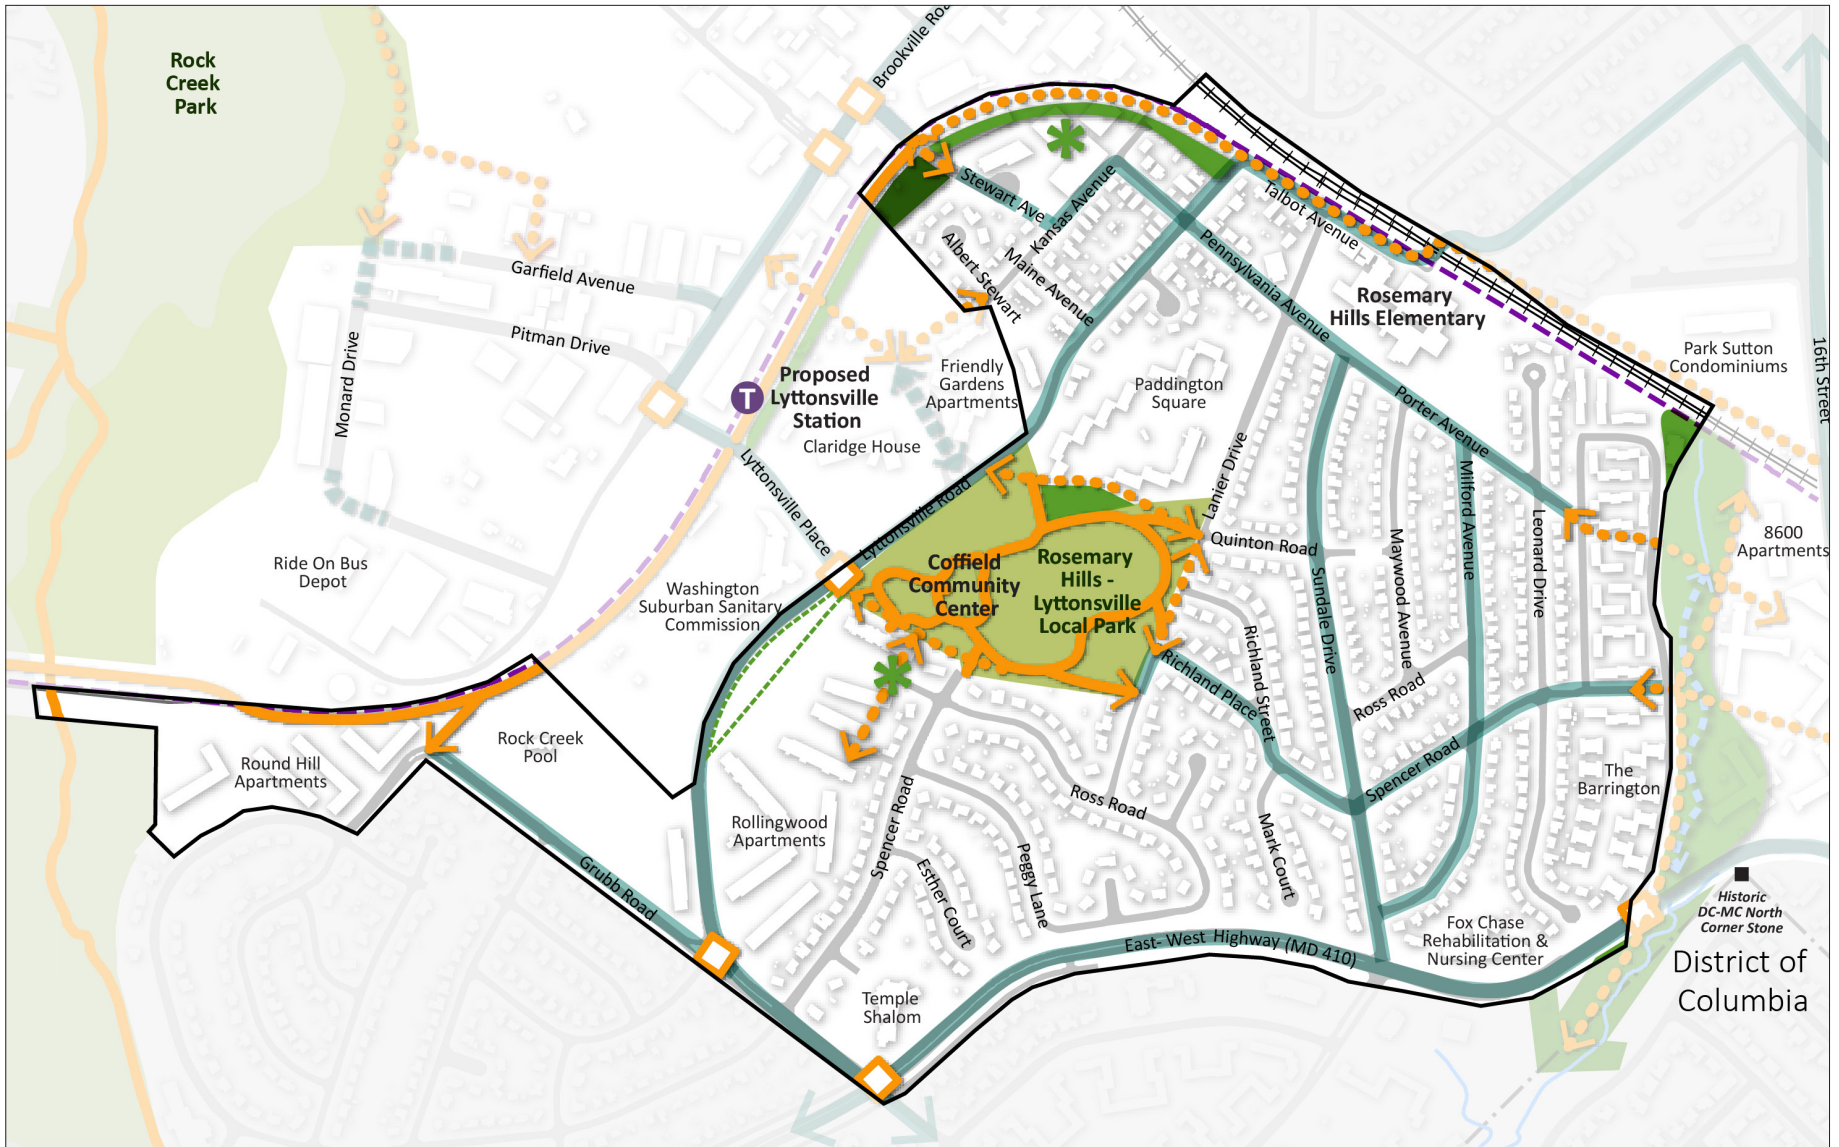 Rock
Creek
Park
Brookville Roa
Stewart Ave
Kansas Avenue
Talbot Avenue
Albert Stewart
Maine Avenue
Pennsylvania Avenue
Garfield Avenue
Pitman Drive
Monard Drive
Rosemary
Hills Elementary
Park Sutton
Condominiums
16th Street
Proposed
Lyttonsville
Station
T
Claridge House
Friendly
Gardens
Apartments
Paddington
Square
Porter Avenue
Lyttonsville Place
Lyttonsville Road
Lanier Drive
Quinton Road
Milford Avenue
Maywood Avenue
Leonard Drive
Sundale Drive
8600
Apartments
Ride On Bus
Depot
Washington
Suburban Sanitary
Commission
Coffield
Community
Center
Rosemary
Hills -
Lyttonsville
Local Park
Richland Place
Richland Street
Ross Road
Spencer Road
Round Hill
Apartments
Rock Creek
Pool
The
Barrington
Rollingwood
Apartments
Spencer Road
Ross Road
Mark Court
Peggy Lane
Esther Court
Grubb Road
East- West Highway (MD 410)
Fox Chase
Rehabilitation &
Nursing Center
Historic
DC-MC North
Corner Stone
District of
Columbia
Temple
Shalom